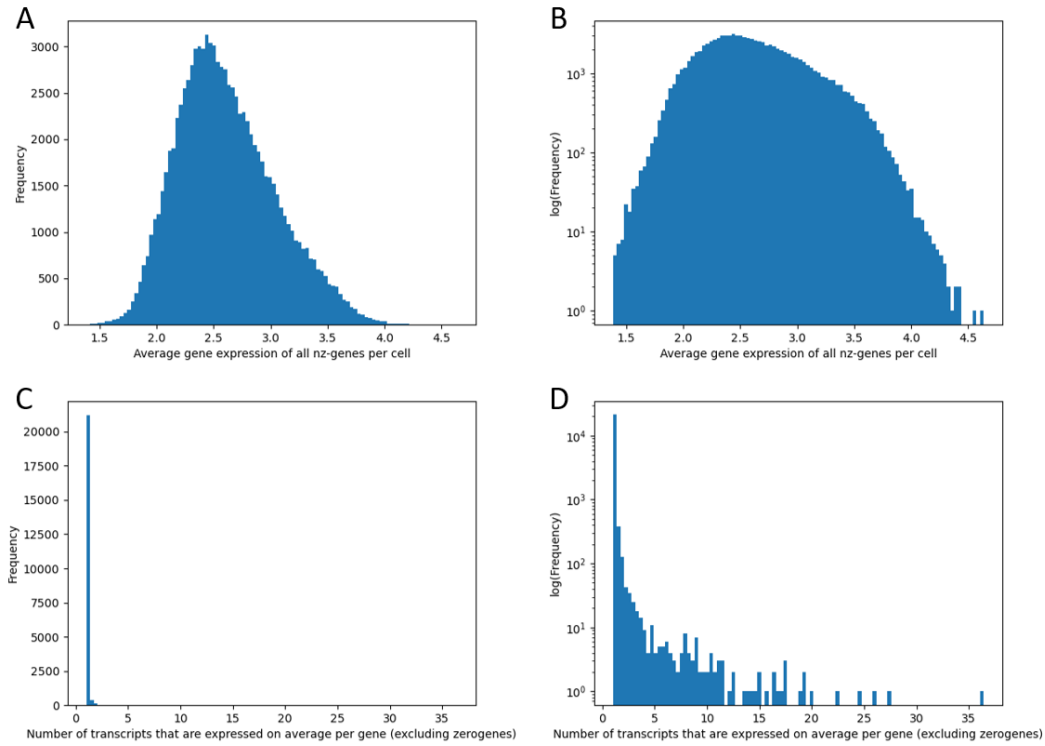 A
3000
2500
2000
1500
1000
500
0
Frequency
1.5 2.0 2.5 3.0 3.5 4.0 4.5
Average gene expression of all nz-genes per cell
B
10³
10²
10¹
10⁰
log(Frequency)
1.5 2.0 2.5 3.0 3.5 4.0 4.5
Average gene expression of all nz-genes per cell
C
20000
17500
15000
12500
10000
7500
5000
2500
0
Frequency
0 5 10 15 20 25 30 35
Number of transcripts that are expressed on average per gene (excluding zerogenes)
D
10⁴
10³
10²
10¹
10⁰
log(Frequency)
0 5 10 15 20 25 30 35
Number of transcripts that are expressed on average per gene (excluding zerogenes)